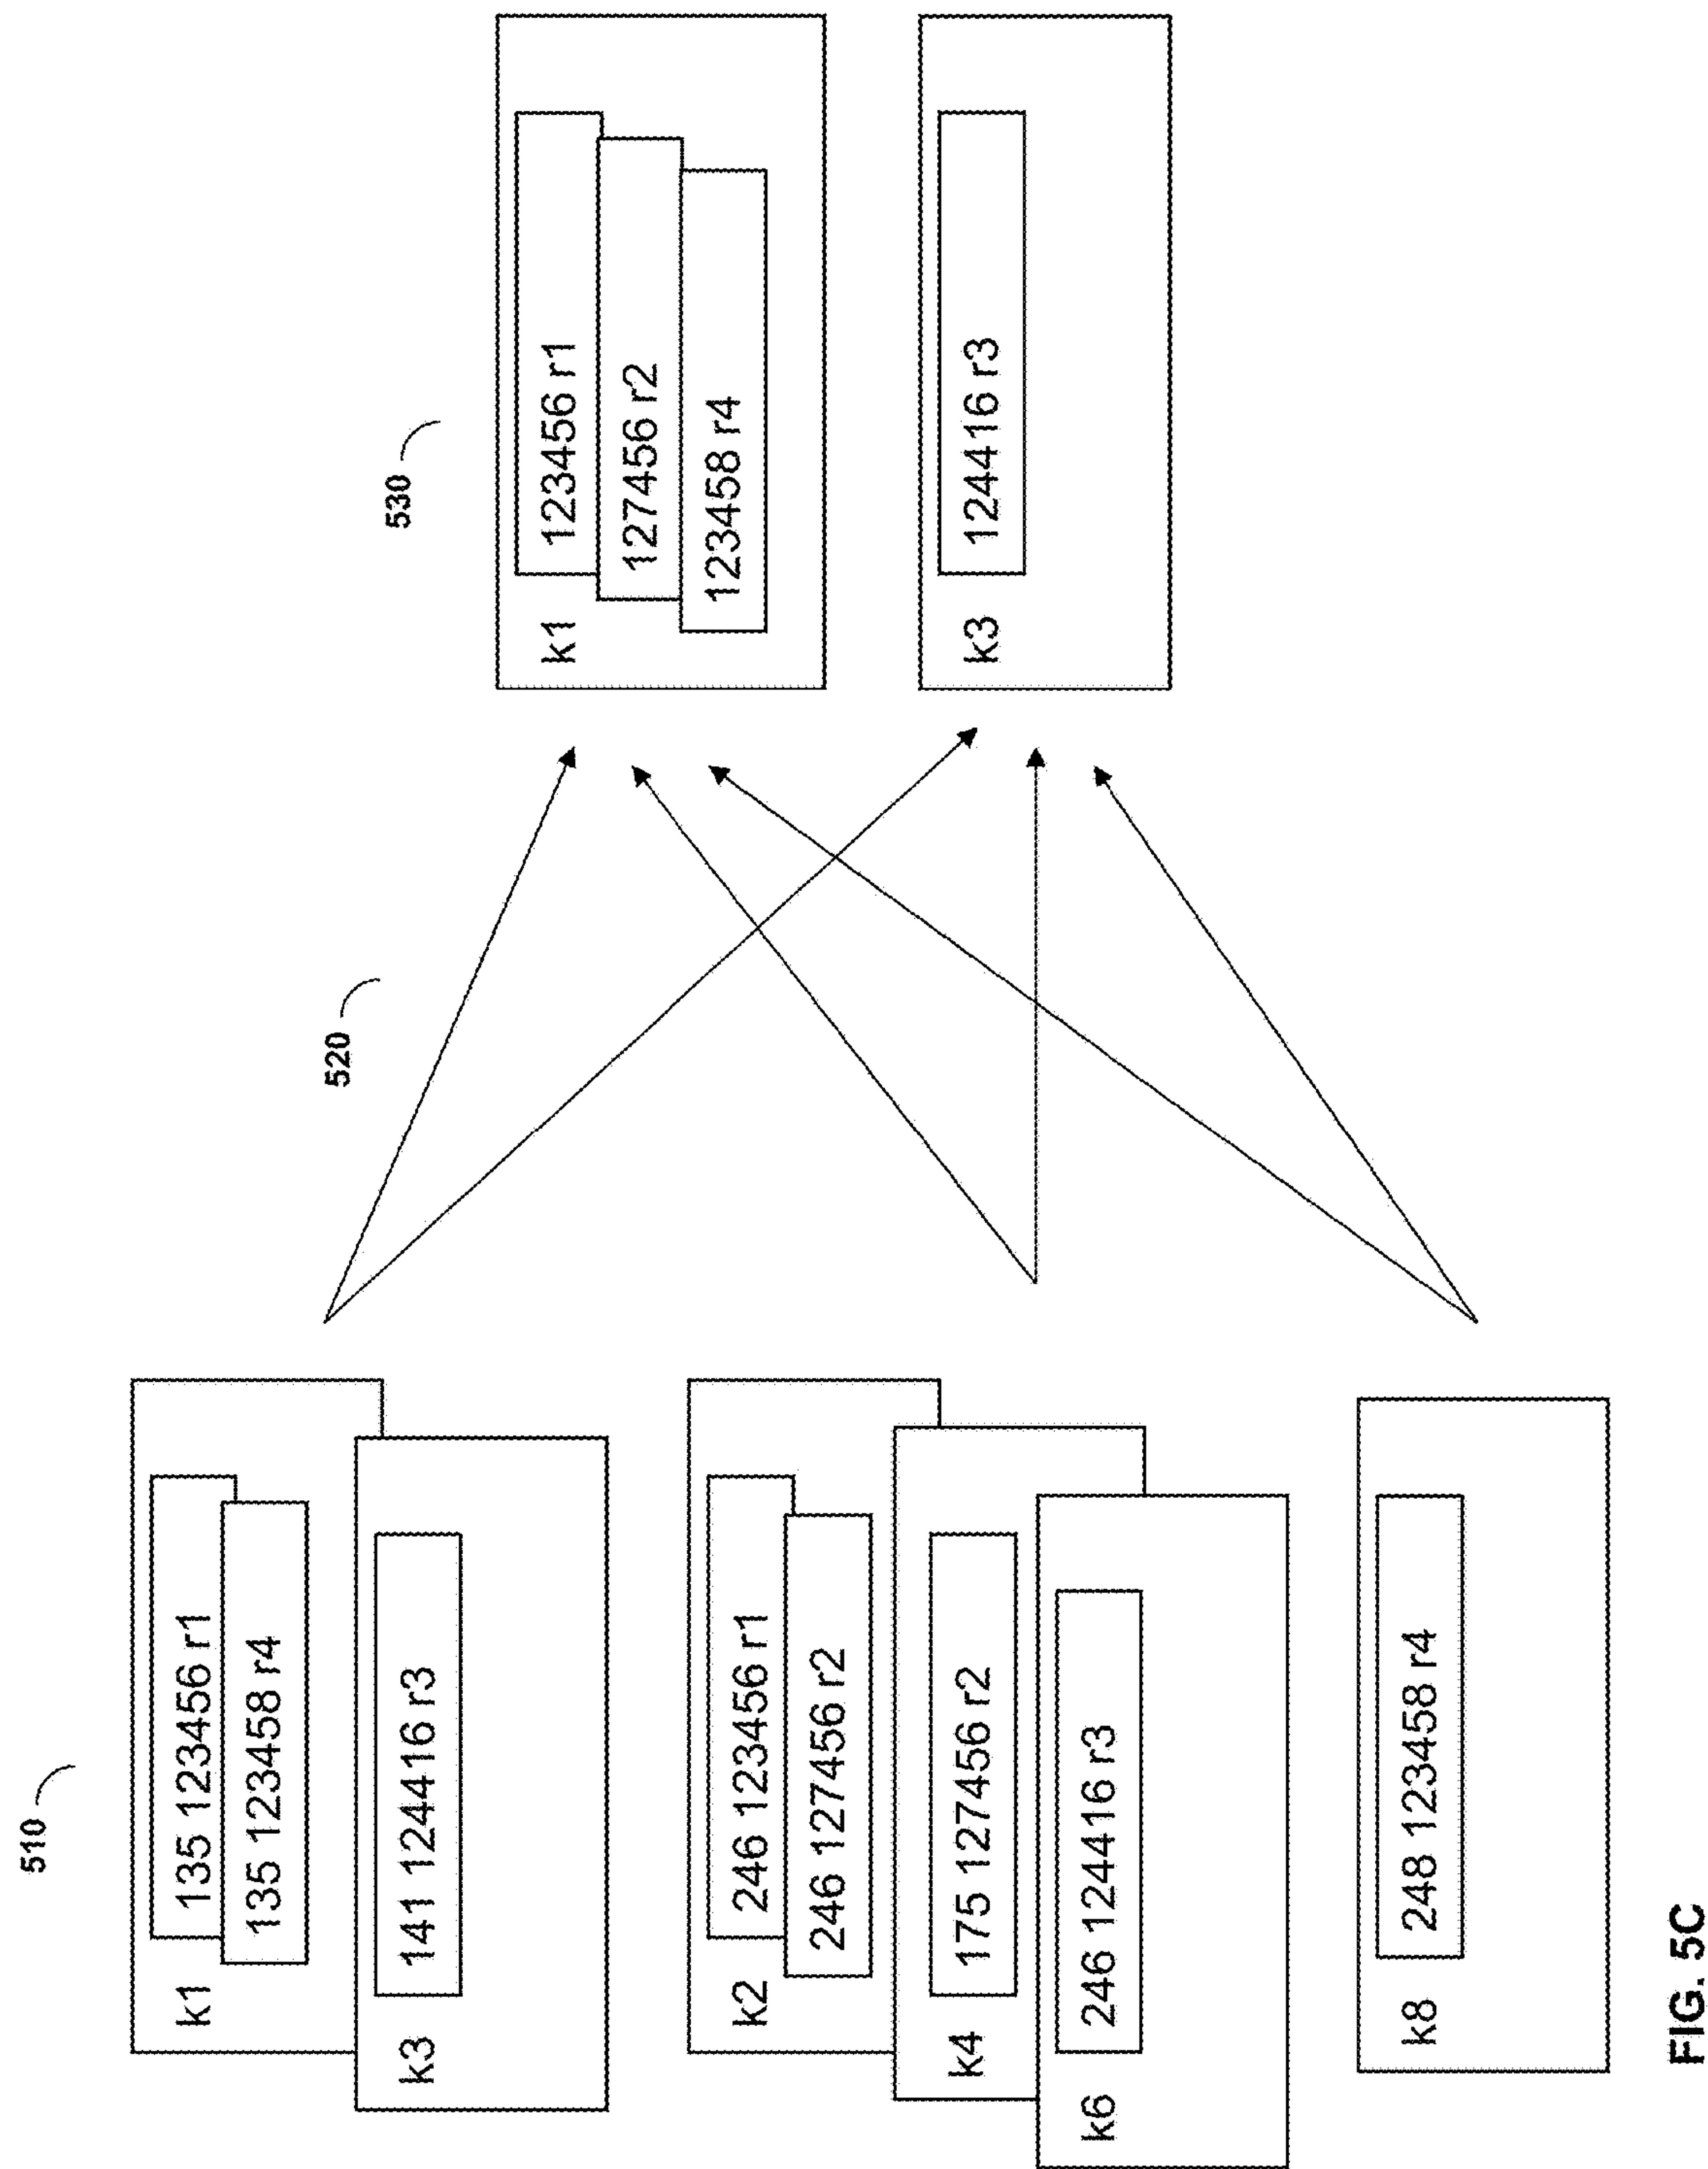 510
k1
135 123456 r1
135 123458 r4
k3
141 124416 r3
k2
246 123456 r1
246 127456 r2
k4
175 127456 r2
k6
246 124416 r3
k8
248 123458 r4
520
530
k1
123456 r1
127456 r2
123458 r4
k3
124416 r3
FIG. 5C